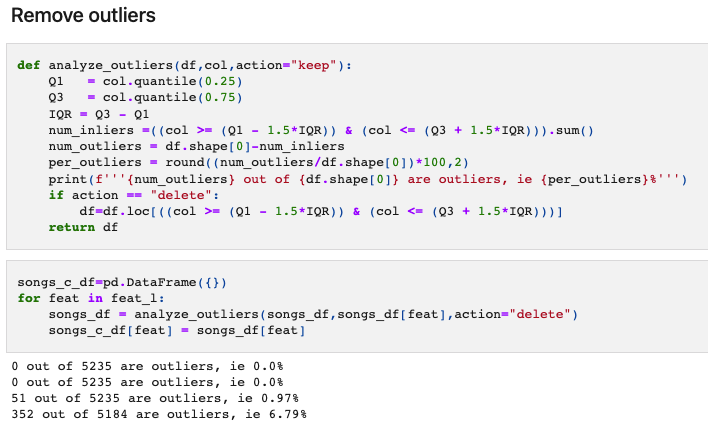 Remove outliers
def analyze_outliers(df,col,action="keep"):
    Q1   = col.quantile(0.25)
    Q3   = col.quantile(0.75)
    IQR = Q3 - Q1
    num_inliers =((col >= (Q1 - 1.5*IQR)) & (col <= (Q3 + 1.5*IQR))).sum()
    num_outliers = df.shape[0]-num_inliers
    per_outliers = round((num_outliers/df.shape[0])*100,2)
    print(f'''{num_outliers} out of {df.shape[0]} are outliers, ie {per_outliers}%''')
    if action == "delete":
        df=df.loc[((col >= (Q1 - 1.5*IQR)) & (col <= (Q3 + 1.5*IQR)))]
    return df
songs_c_df=pd.DataFrame({})
for feat in feat_l:
    songs_df = analyze_outliers(songs_df,songs_df[feat],action="delete")
    songs_c_df[feat] = songs_df[feat]
0 out of 5235 are outliers, ie 0.0%
0 out of 5235 are outliers, ie 0.0%
51 out of 5235 are outliers, ie 0.97%
352 out of 5184 are outliers, ie 6.79%